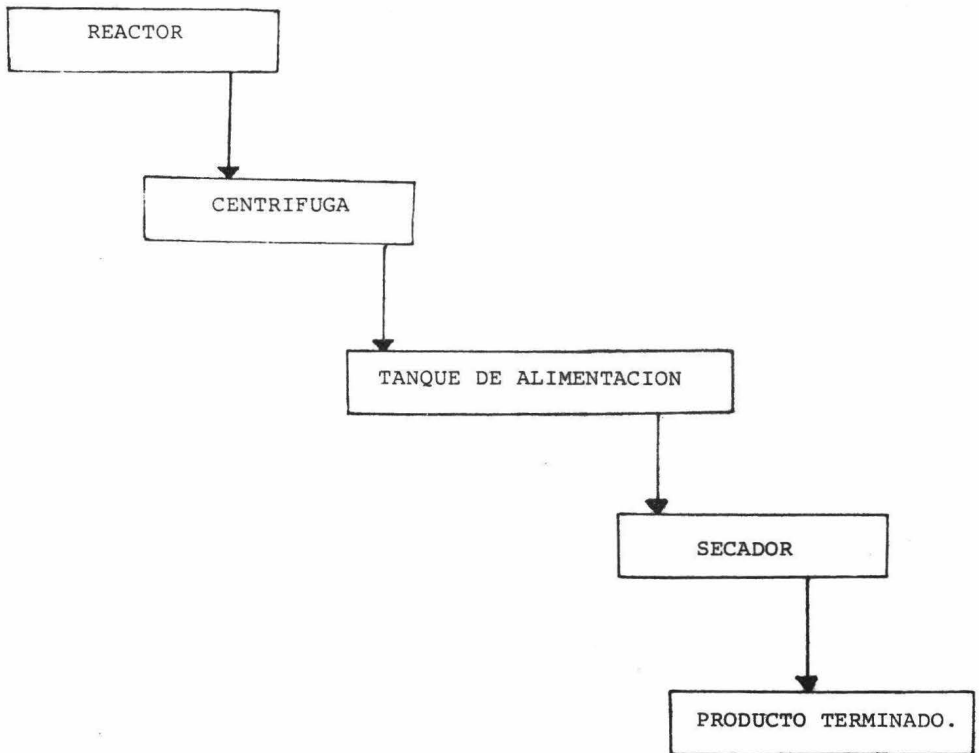 REACTOR
CENTRIFUGA
TANQUE DE ALIMENTACION
SECADOR
PRODUCTO TERMINADO.